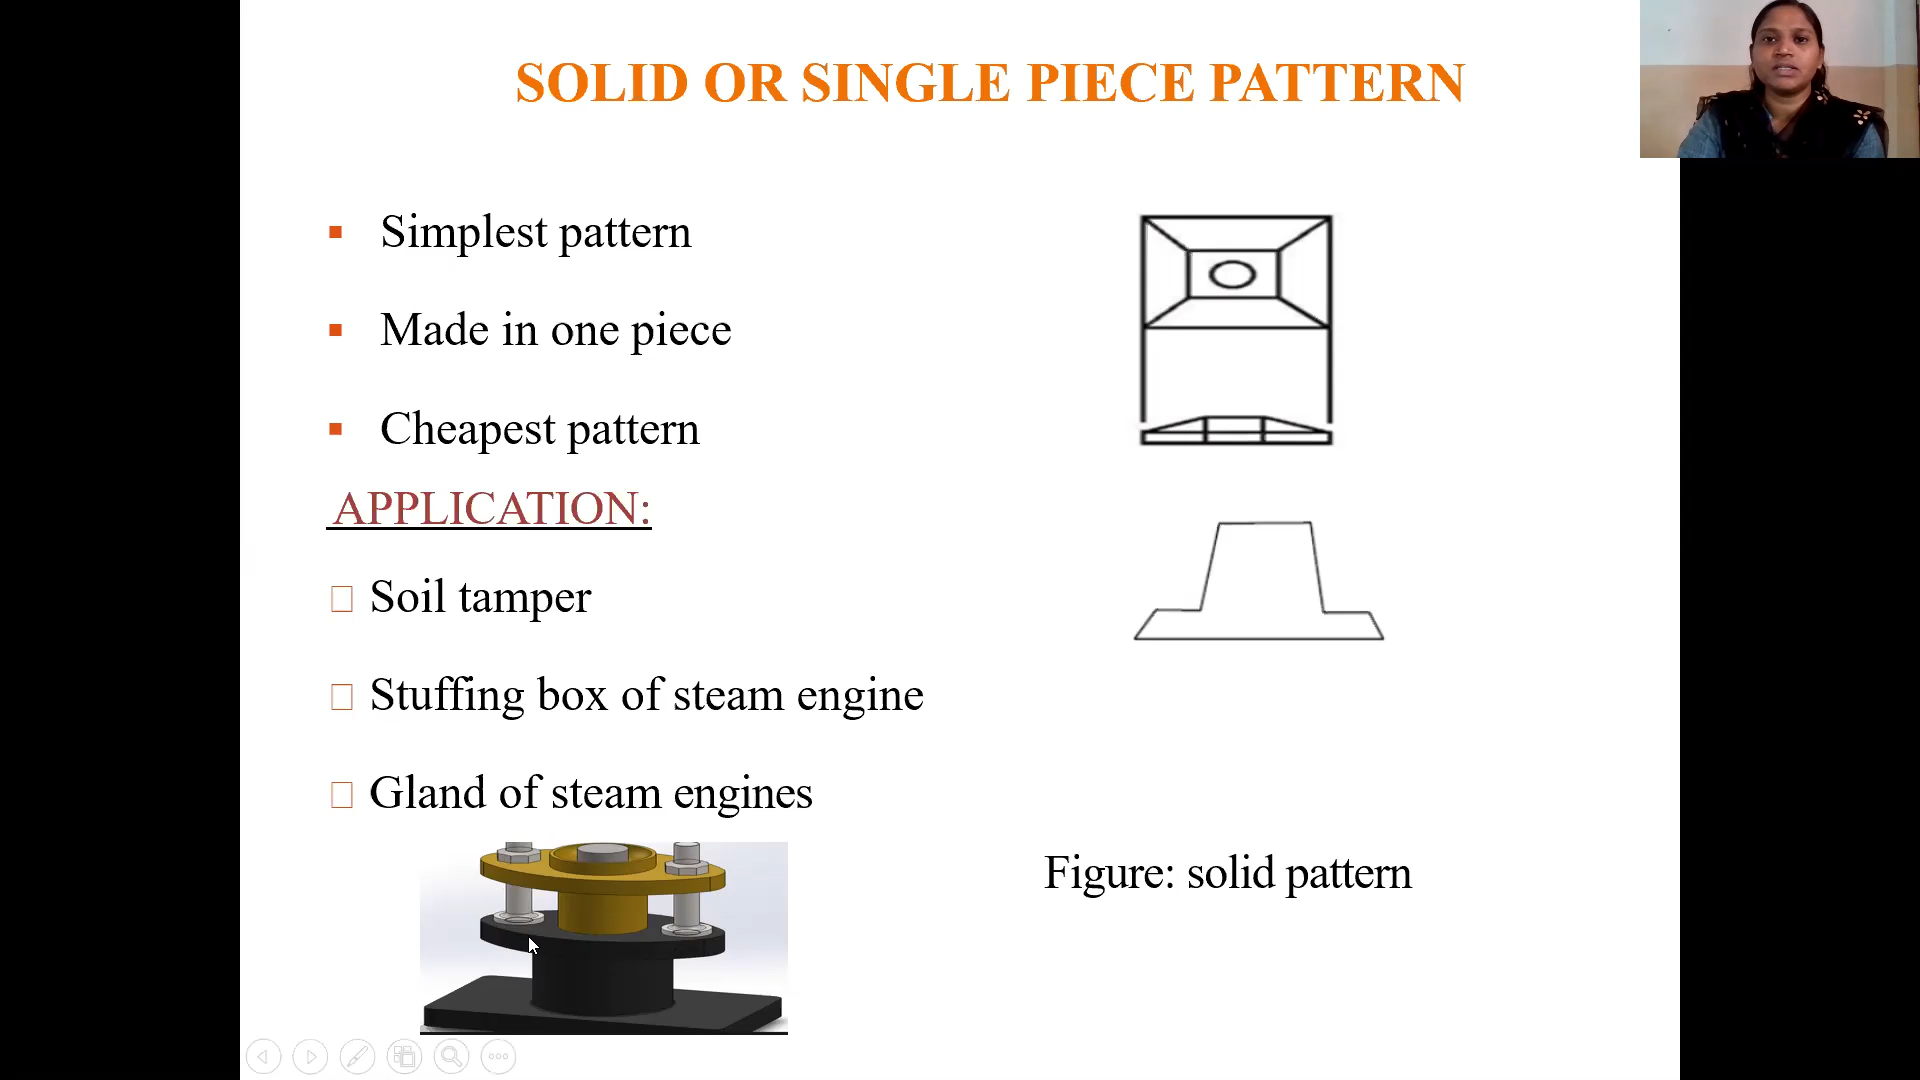 SOLID OR SINGLE PIECE PATTERN
Simplest pattern
Made in one piece
Cheapest pattern
APPLICATION:
Soil tamper
Stuffing box of steam engine
Gland of steam engines
Figure: solid pattern